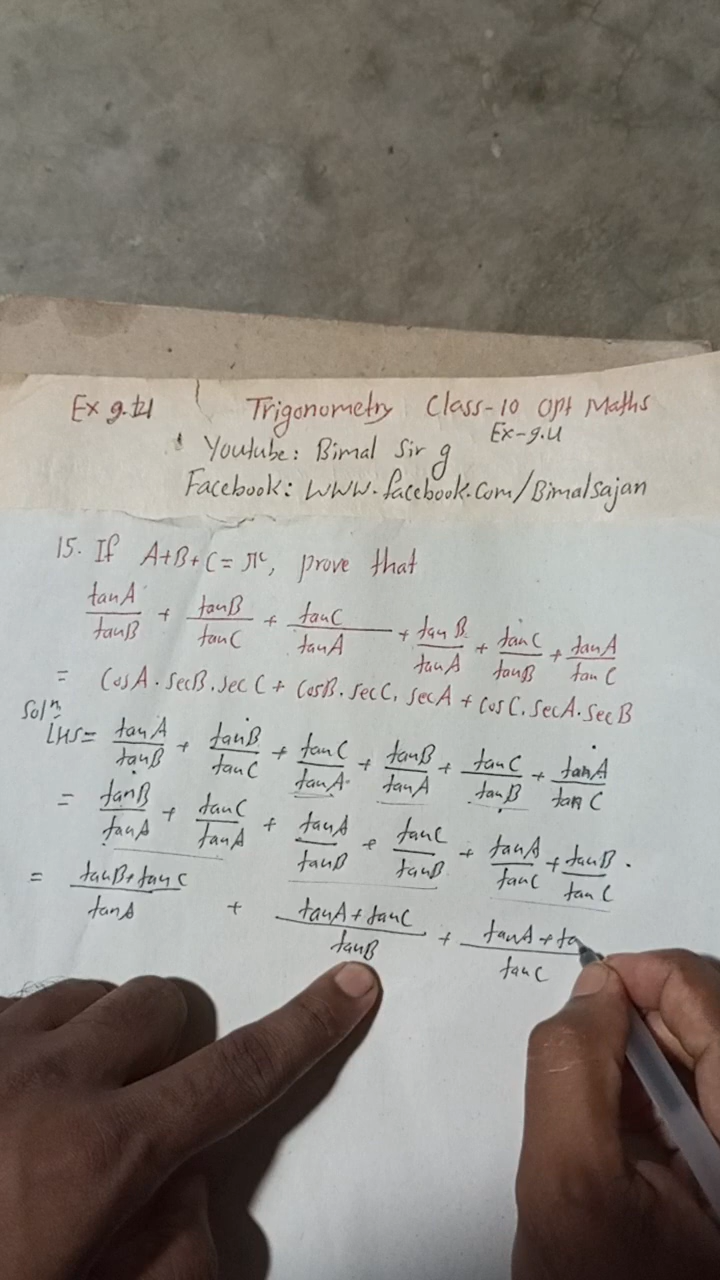 Ex 9.4 Trigonometry Class-10 Opt Maths
Ex-9.4
Youtube: Bimal Sir g
Facebook: WWW.facebook.com/Bimalsajan
15. If A+B+C = πᶜ, prove that
tanA/tanB + tanB/tanC + tanC/tanA + tanB/tanA + tanC/tanB + tanA/tanC
= CosA. SecB. Sec C + CosB. SecC. SecA + CosC. SecA. SecB
Solⁿ
LHS= tanA/tanB + tanB/tanC + tanC/tanA + tanB/tanA + tanC/tanB + tanA/tanC
= tanB/tanA + tanC/tanA + tanA/tanB + tanC/tanB + tanA/tanC + tanB/tanC .
= tanB+tanC/tanA + tanA+tanC/tanB + tanA+ta/tanC